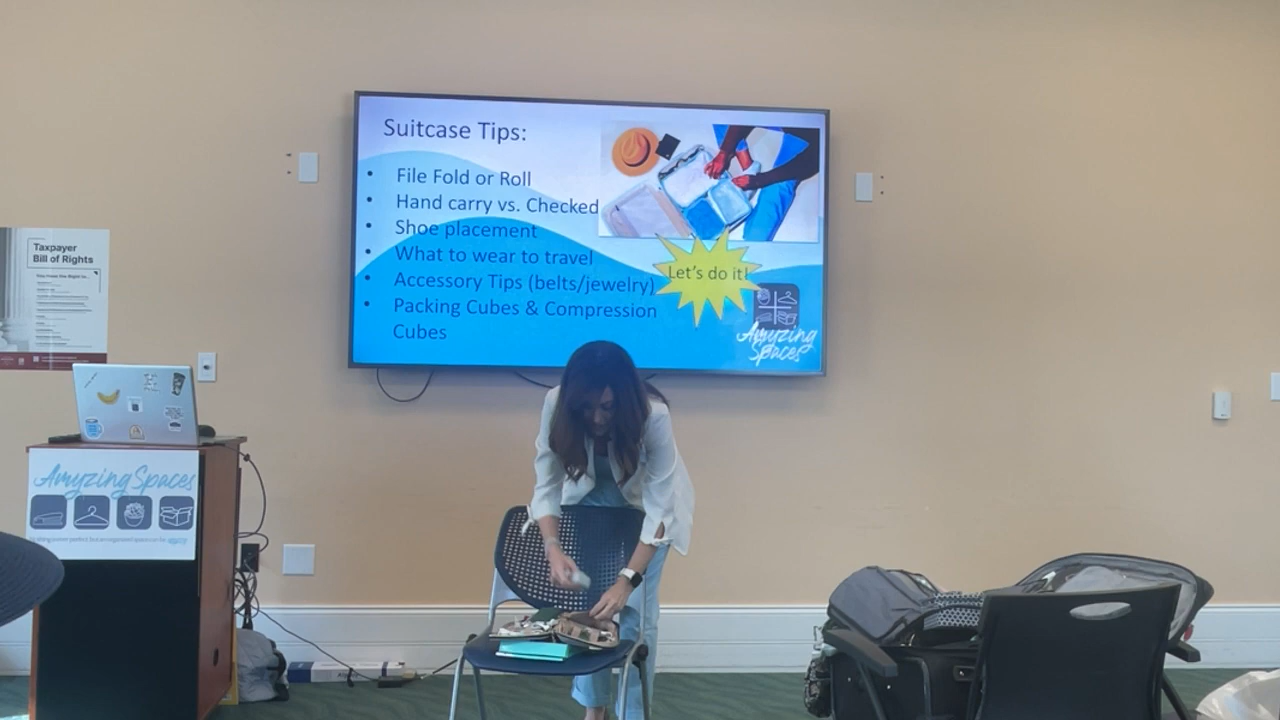 Suitcase Tips:
• File Fold or Roll
• Hand carry vs. Checked
• Shoe placement
• What to wear to travel
• Accessory Tips (belts/jewelry)
• Packing Cubes & Compression
Cubes
Let's do it!
Amyzing
Spaces
Taxpayer
Bill of Rights
Amyzing Spaces